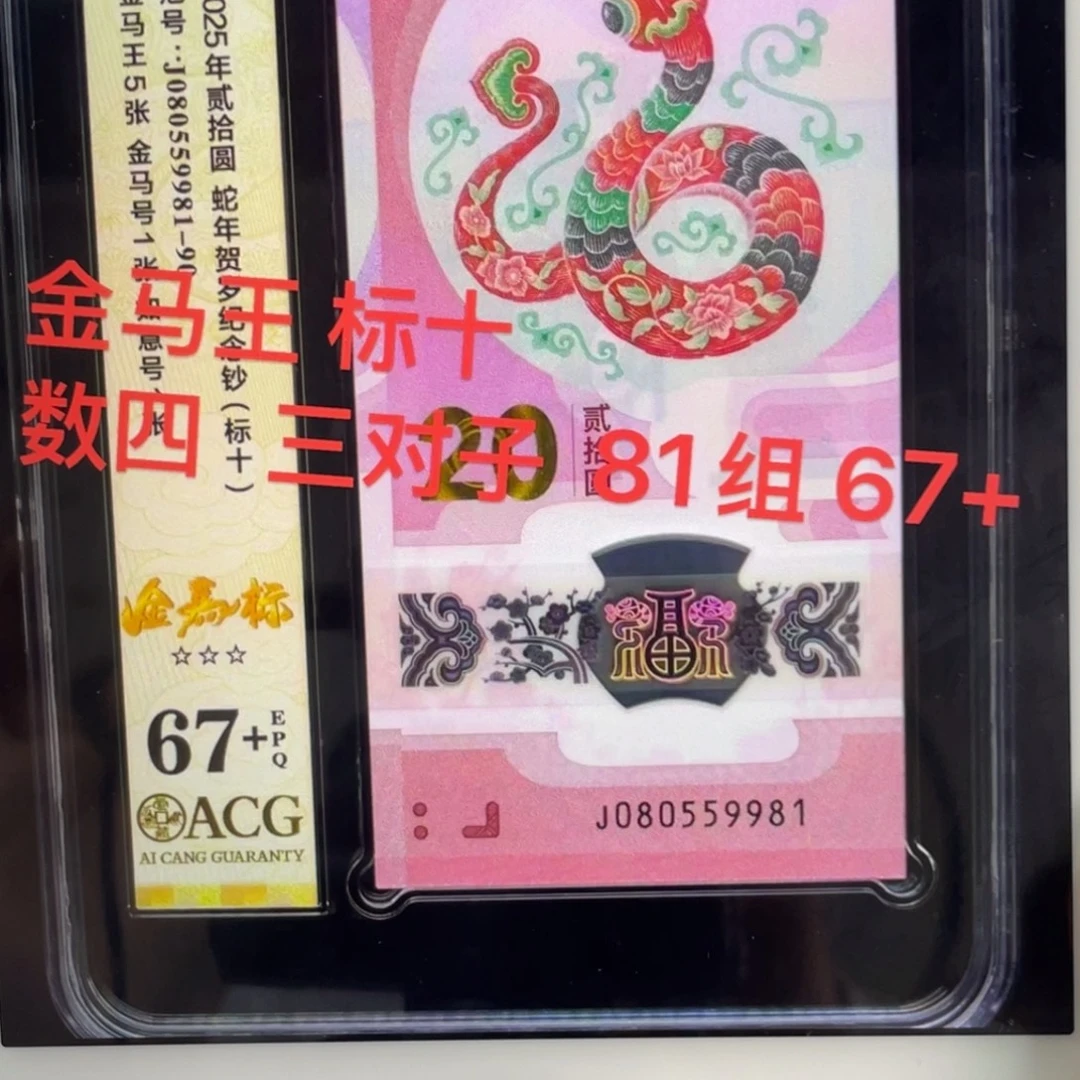 2025年贰拾圆 蛇年贺岁纪念钞(标十)
号:J080559981-90
金马王5张 金马号1张
金马王 标十
数四 三对子 81组 67+
20
贰拾圆
金马标
☆☆☆
67+EPQ
ACG
AI CANG GUARANTY
J080559981